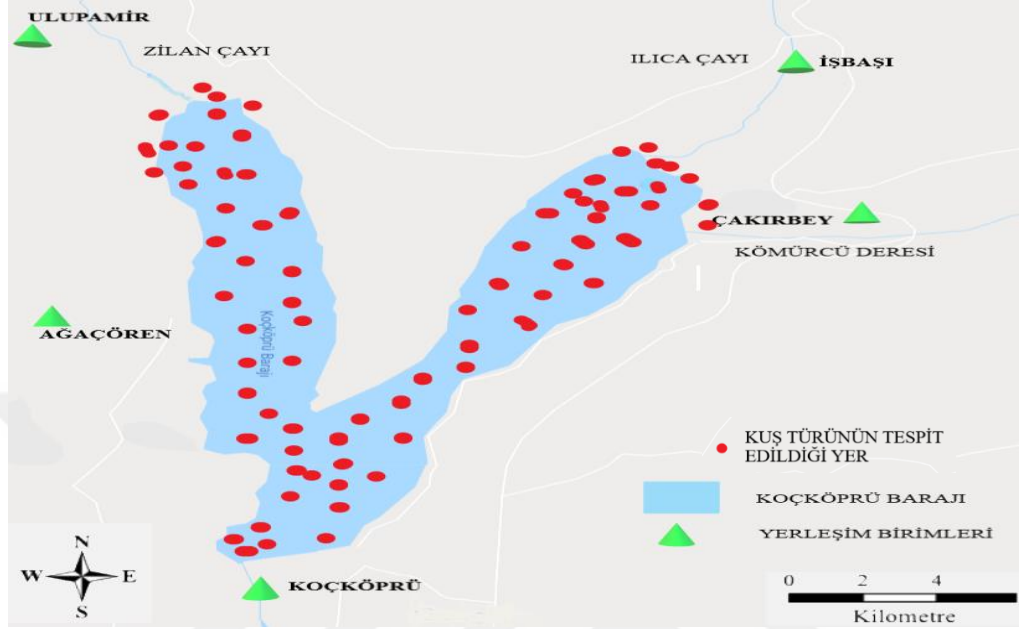 ULUPAMİR
ZİLAN ÇAYI
ILICA ÇAYI
İŞBAŞI
ÇAKIRBEY
KÖMÜRCÜ DERESİ
AĞAÇÖREN
Koçköprü Barajı
KUŞ TÜRÜNÜN TESPİT
EDİLDİĞİ YER
KOÇKÖPRÜ BARAJI
YERLEŞİM BİRİMLERİ
N
W E
S
KOÇKÖPRÜ
0 2 4
Kilometre